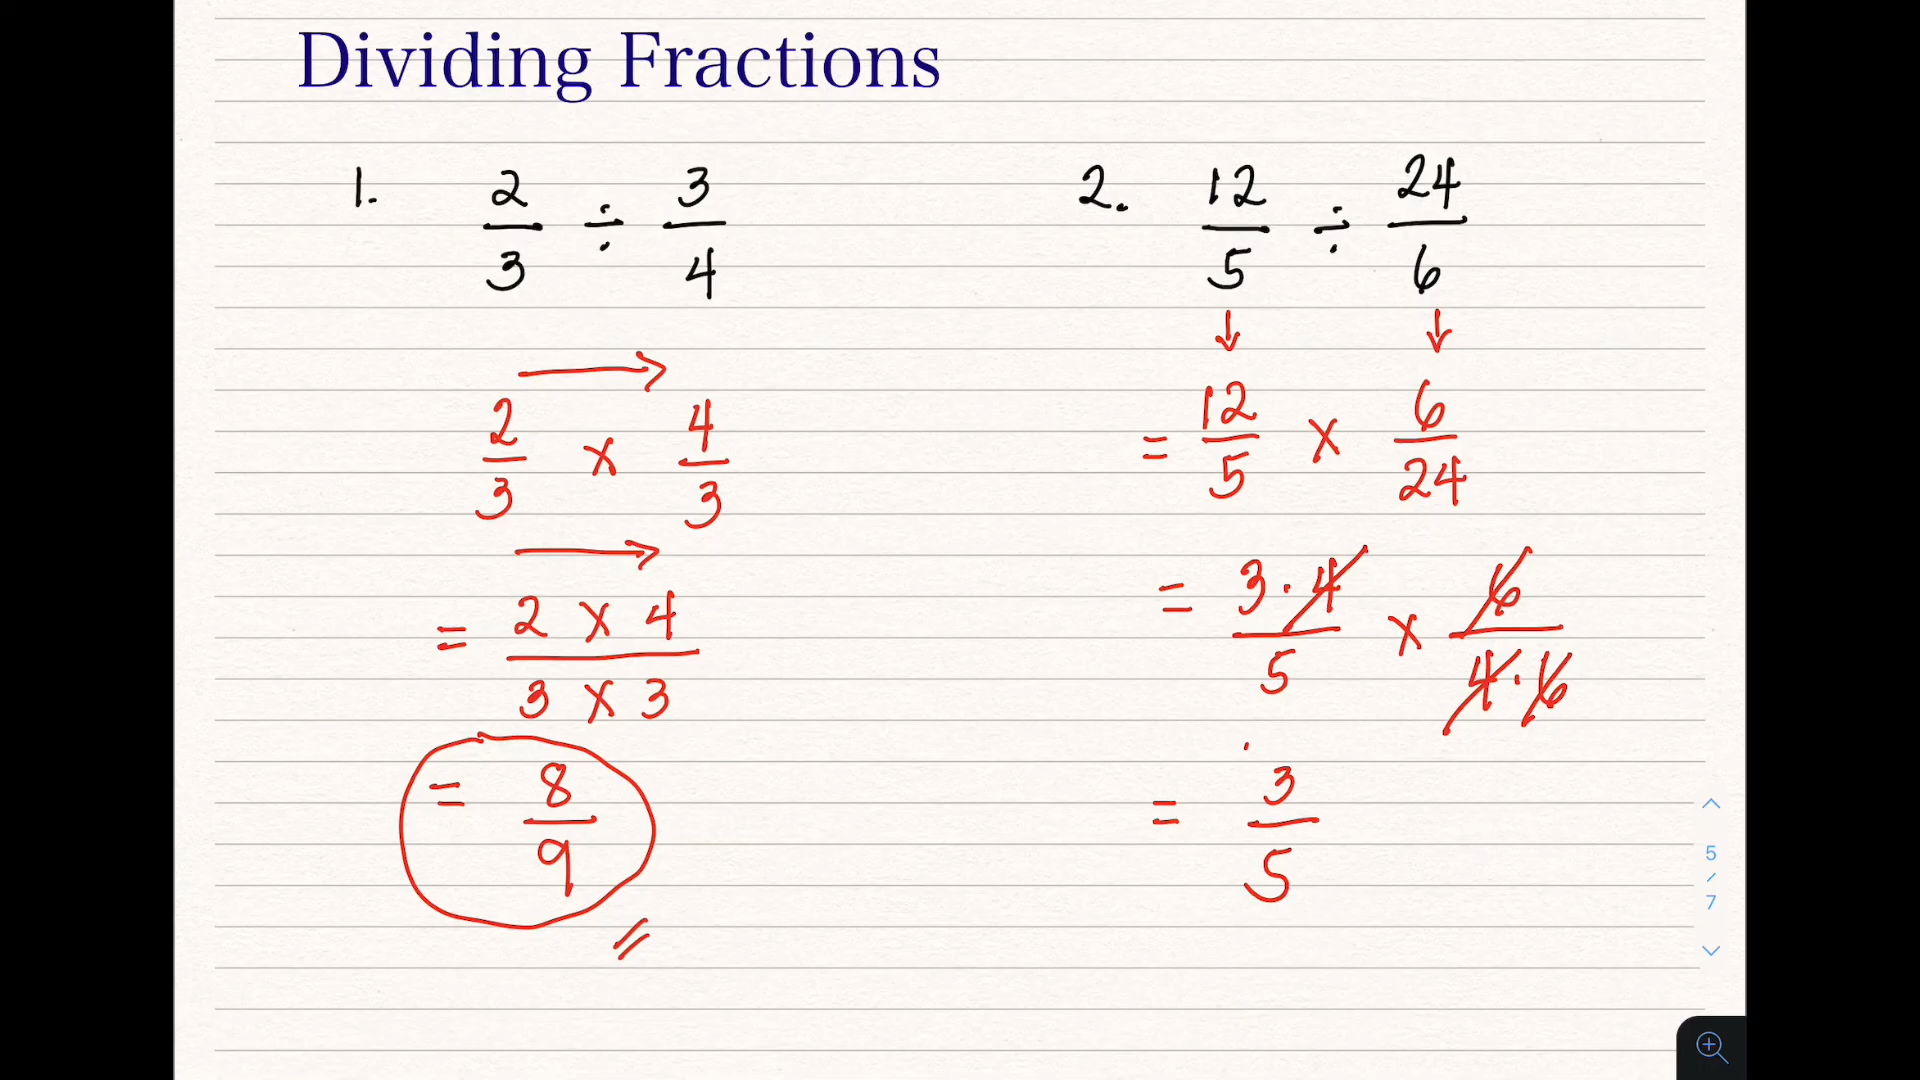 Dividing Fractions
1. 2/3 ÷ 3/4
2/3 x 4/3
= 2 x 4 / 3 x 3
= 8/9
2. 12/5 ÷ 24/6
= 12/5 x 6/24
= 3 · 4 / 5 x 6 / 4 · 6
= 3/5
5 / 7